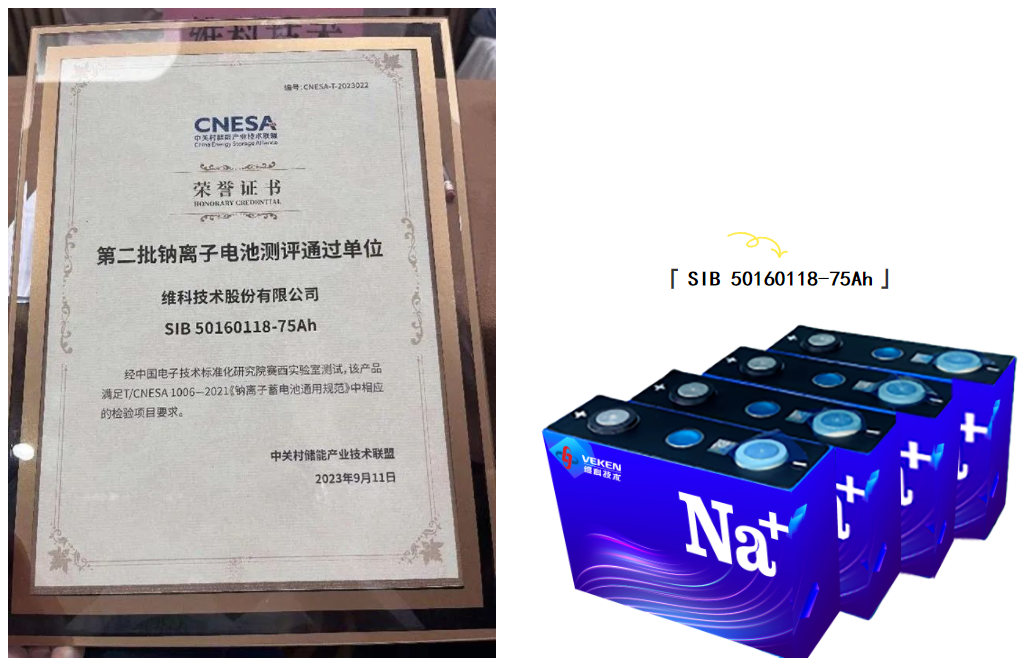 维科技术
编号: CNESA-T-2023022
CNESA
中关村储能产业技术联盟
China Energy Storage Alliance
荣誉证书
HONORARY CREDENTIAL
第二批钠离子电池测评通过单位
维科技术股份有限公司
SIB 50160118-75Ah
经中国电子技术标准化研究院赛西实验室测试,该产品
满足T/CNESA 1006—2021《钠离子蓄电池通用规范》中相应
的检验项目要求。
中关村储能产业技术联盟
2023年9月11日
「 SIB 50160118-75Ah 」
VEKEN
维科技术
Na+